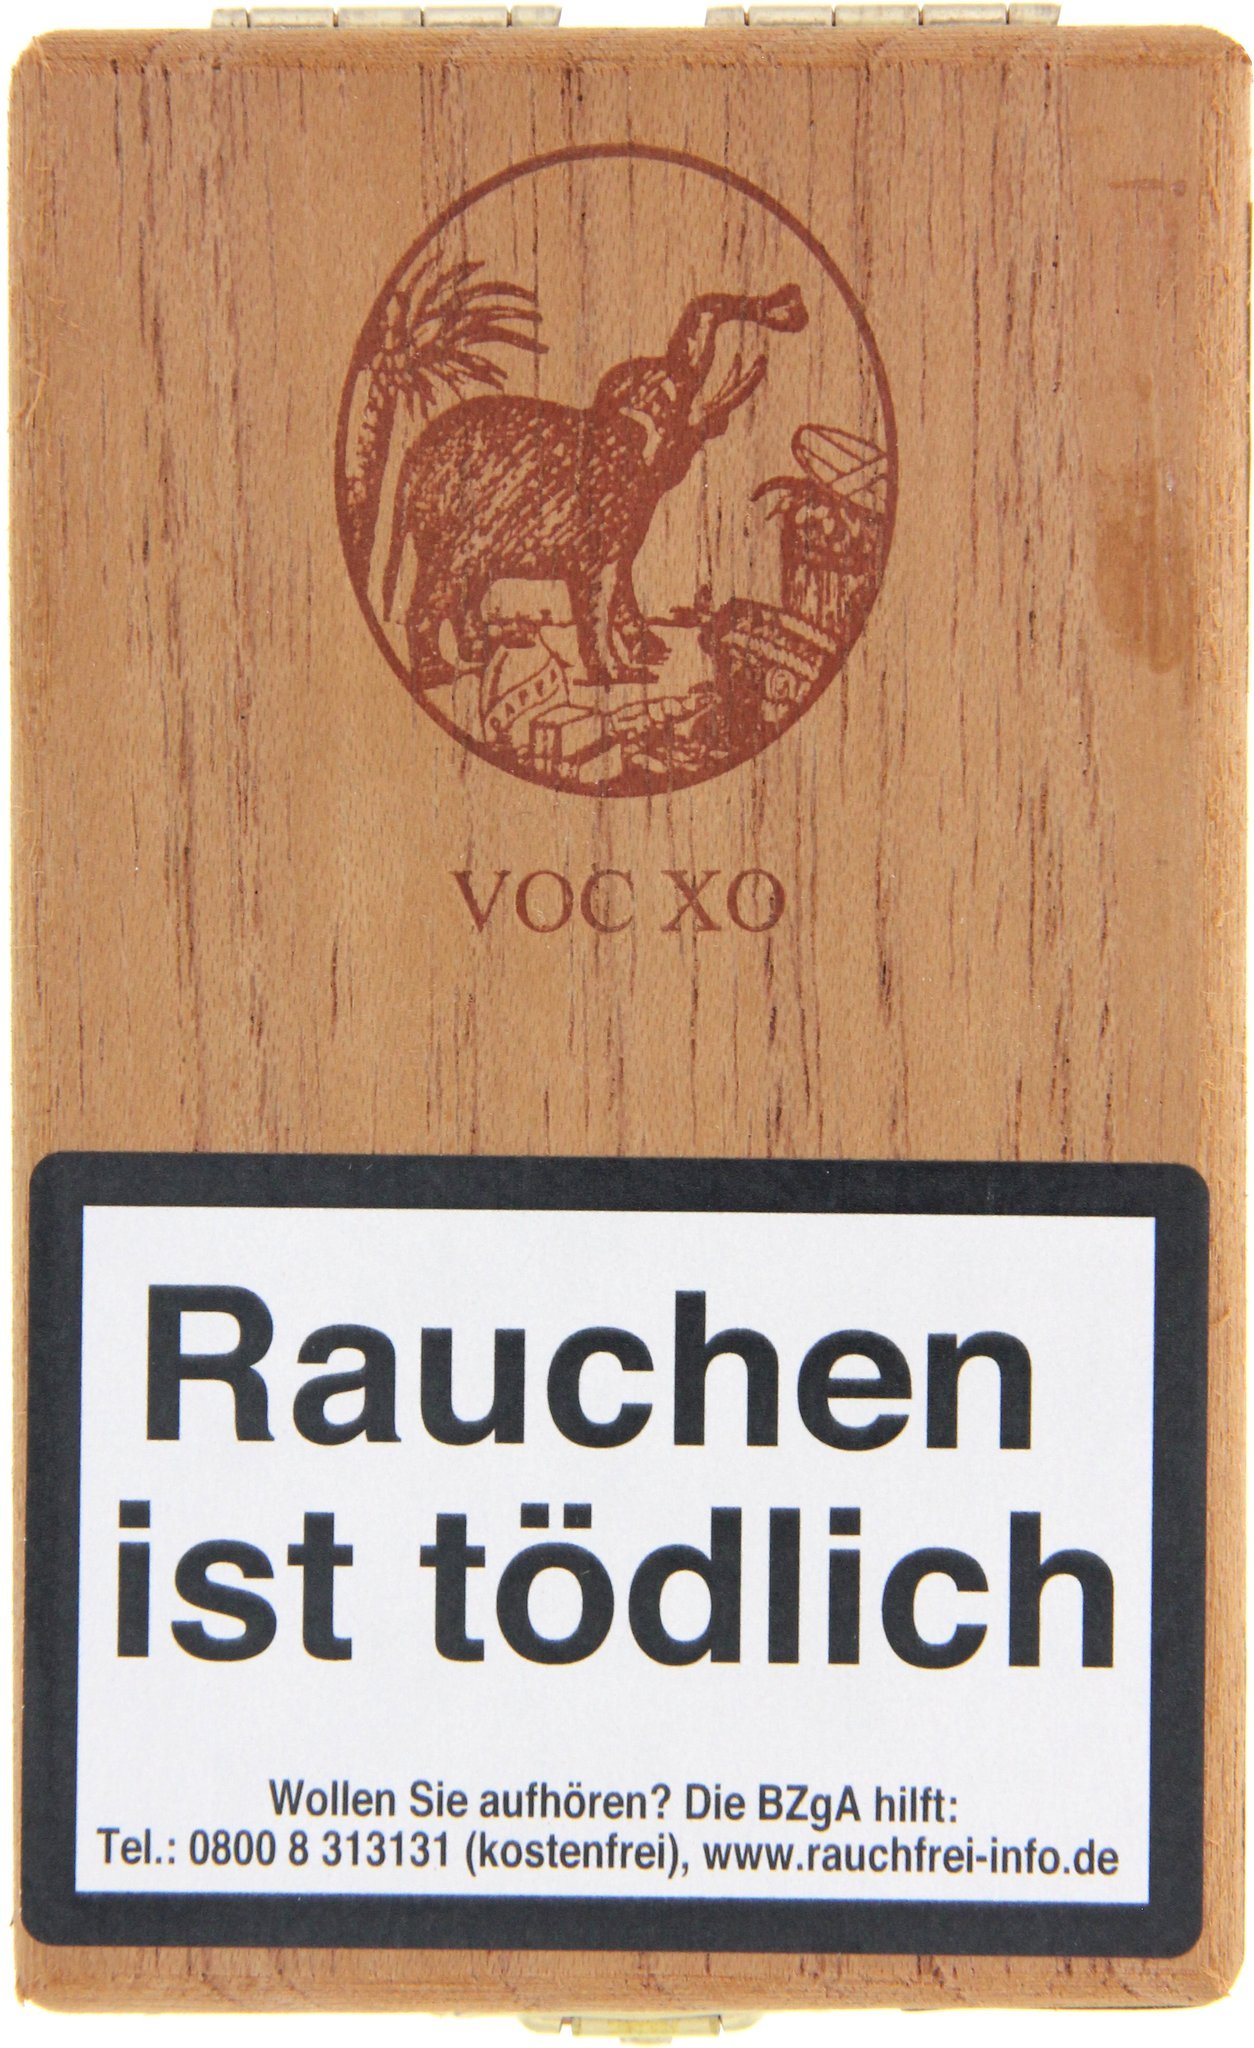 VOC XO
Rauchen
ist tödlich
Wollen Sie aufhören? Die BZgA hilft:
Tel.: 0800 8 313131 (kostenfrei), www.rauchfrei-info.de